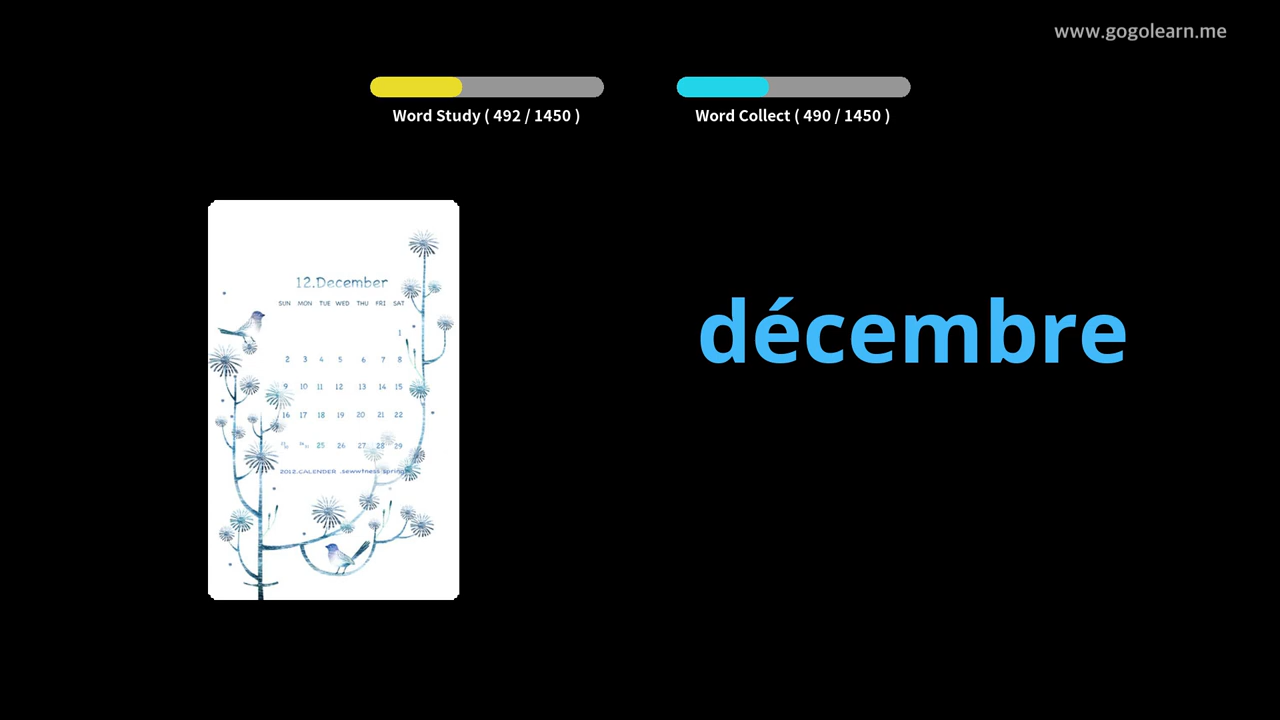 www.gogolearn.me
Word Study ( 492 / 1450 )
Word Collect ( 490 / 1450 )
12.December
SUN MON TUE WED THU FRI SAT
1
2 3 4 5 6 7 8
décembre
9 10 11 12 13 14 15
16 17 18 19 20 21 22
25 26 27 28 29
2012.CALENDER .sewwtness spring